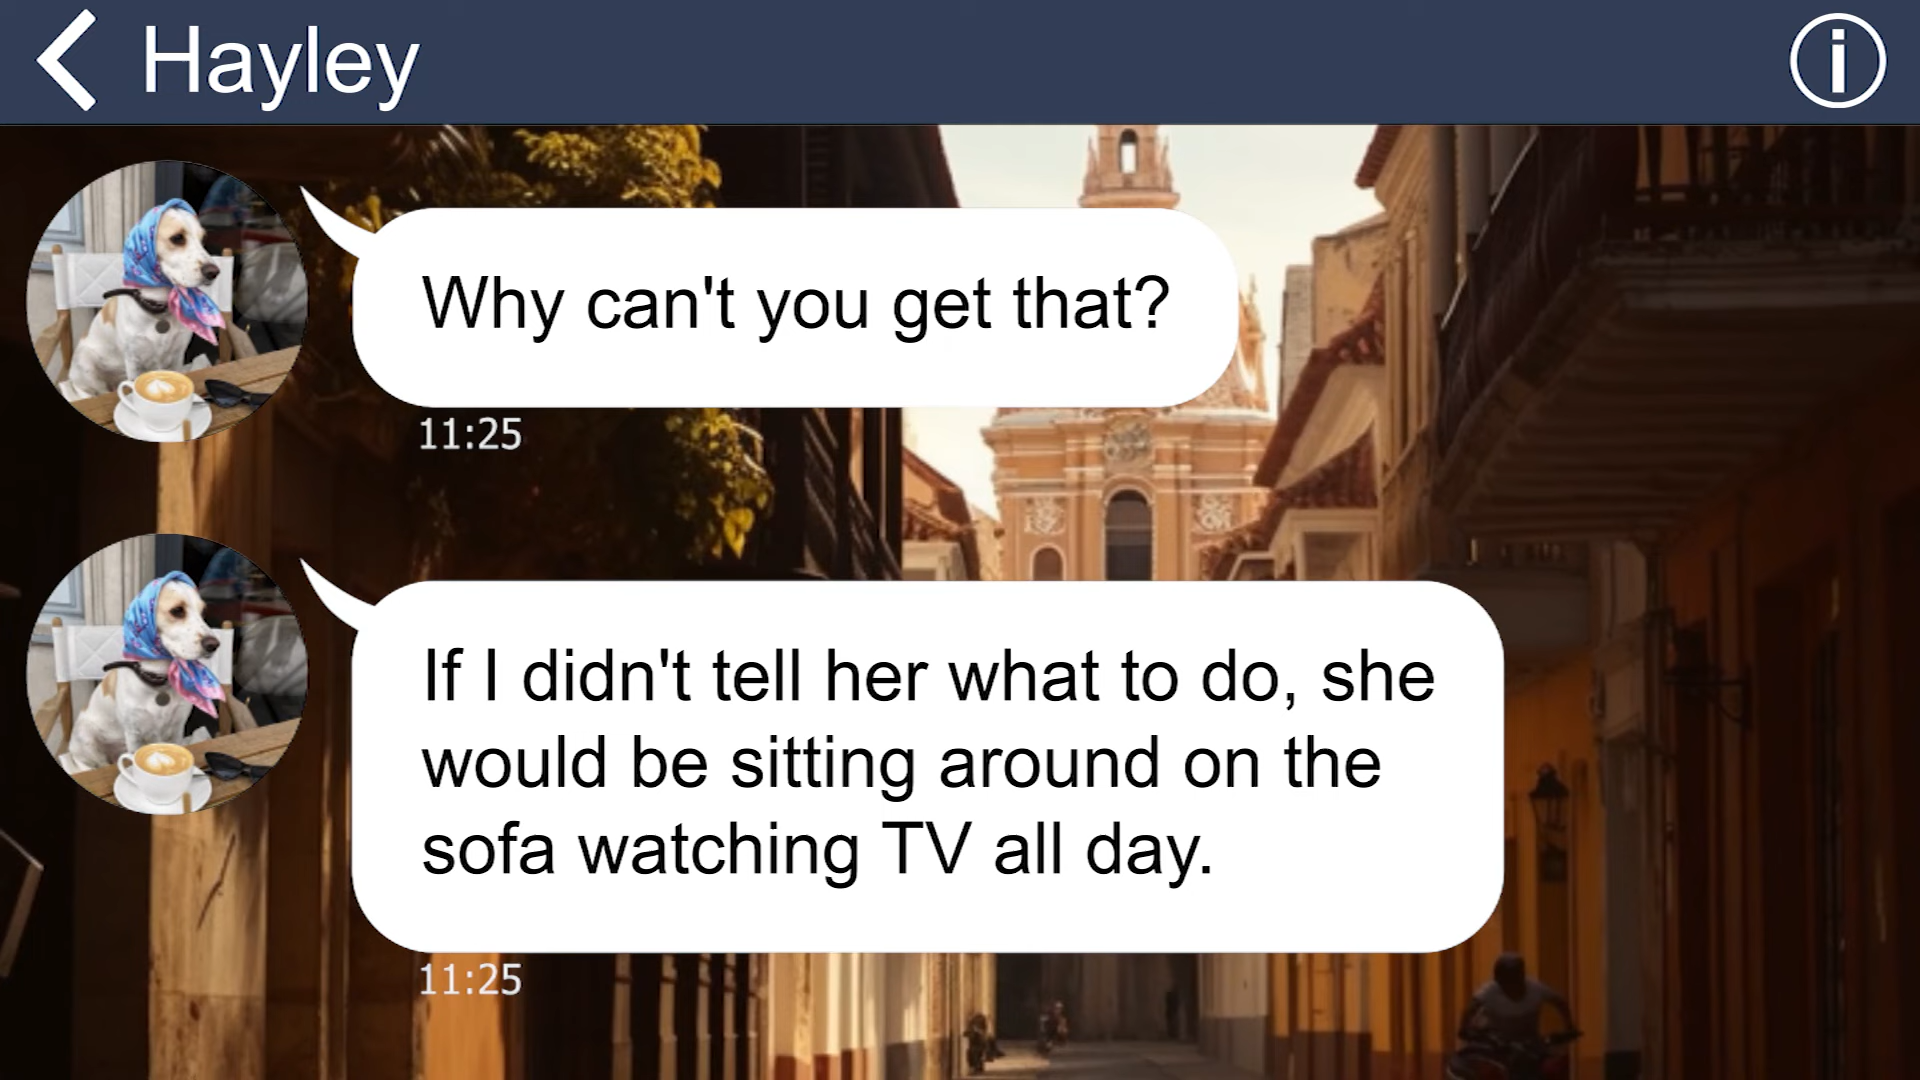 Hayley
Why can't you get that?
11:25
If I didn't tell her what to do, she
would be sitting around on the
sofa watching TV all day.
11:25